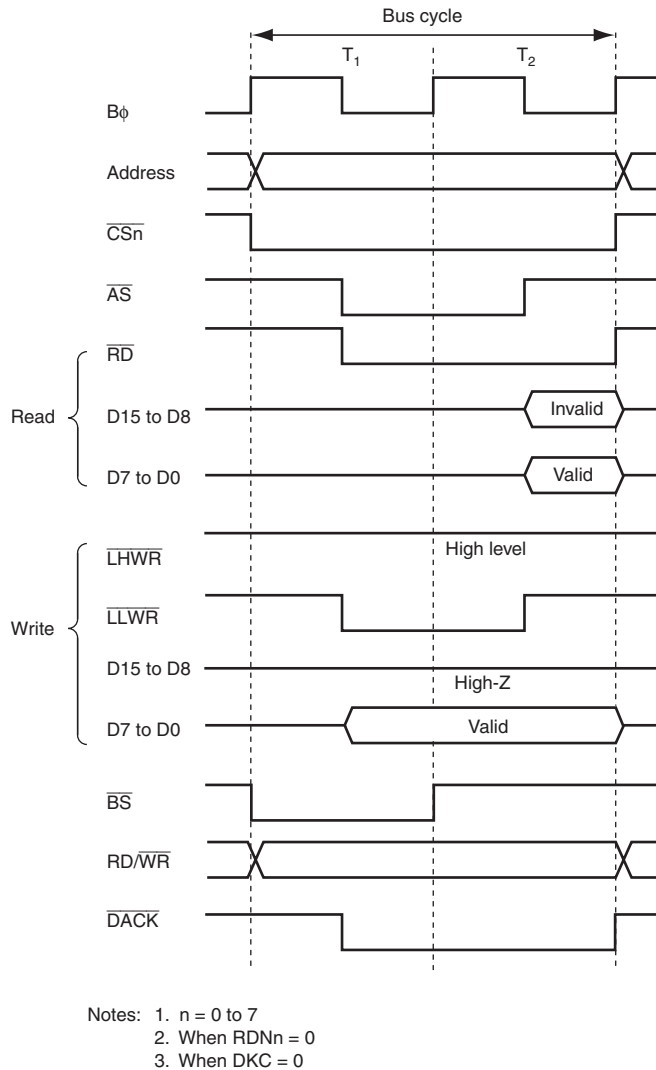 Bus cycle
T1 T2
Bϕ
Address
CSn
AS
RD
Read
D15 to D8 Invalid
D7 to D0 Valid
LHWR High level
LLWR
Write
D15 to D8 High-Z
D7 to D0 Valid
BS
RD/WR
DACK
Notes: 1. n = 0 to 7
2. When RDNn = 0
3. When DKC = 0